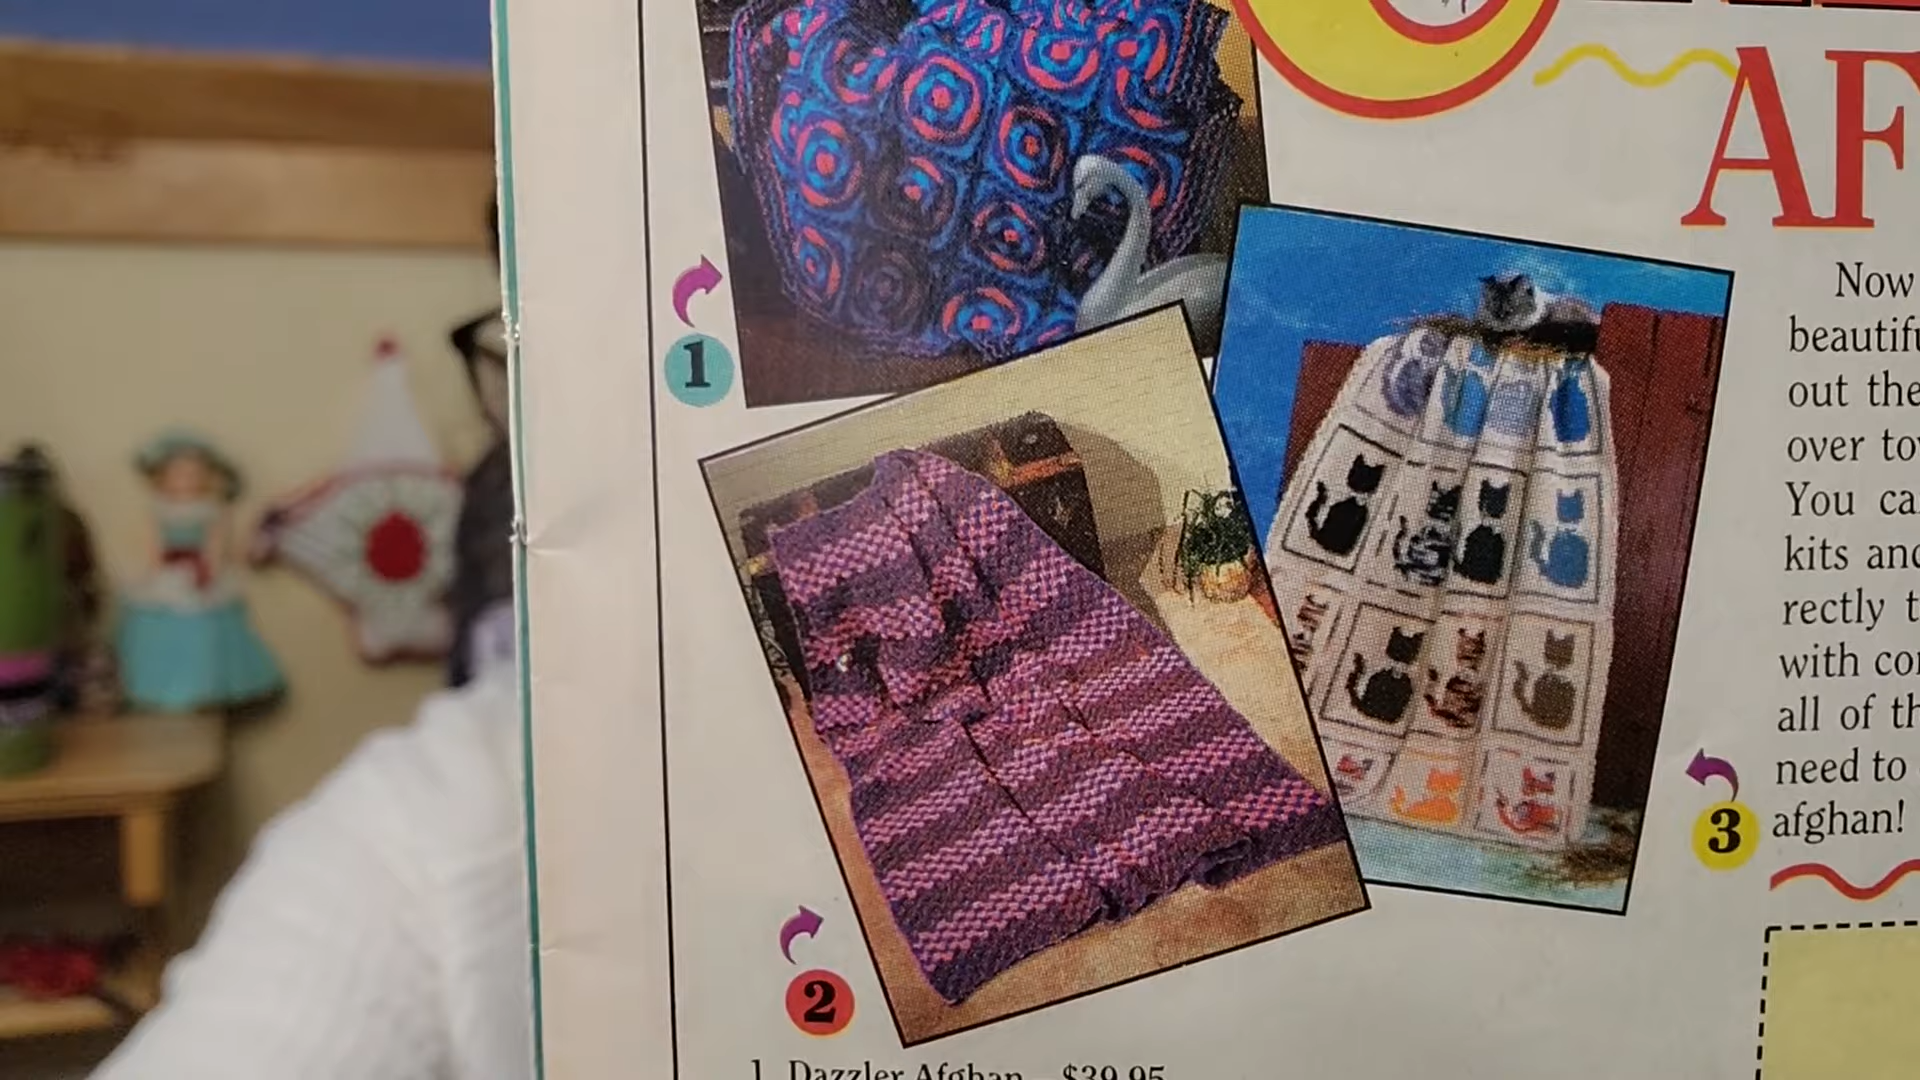 AF
1
2
3
Now
beautifu
out the
over to
You ca
kits and
rectly t
with co
all of th
need to
afghan!
1. Dazzler Afghan $39.95